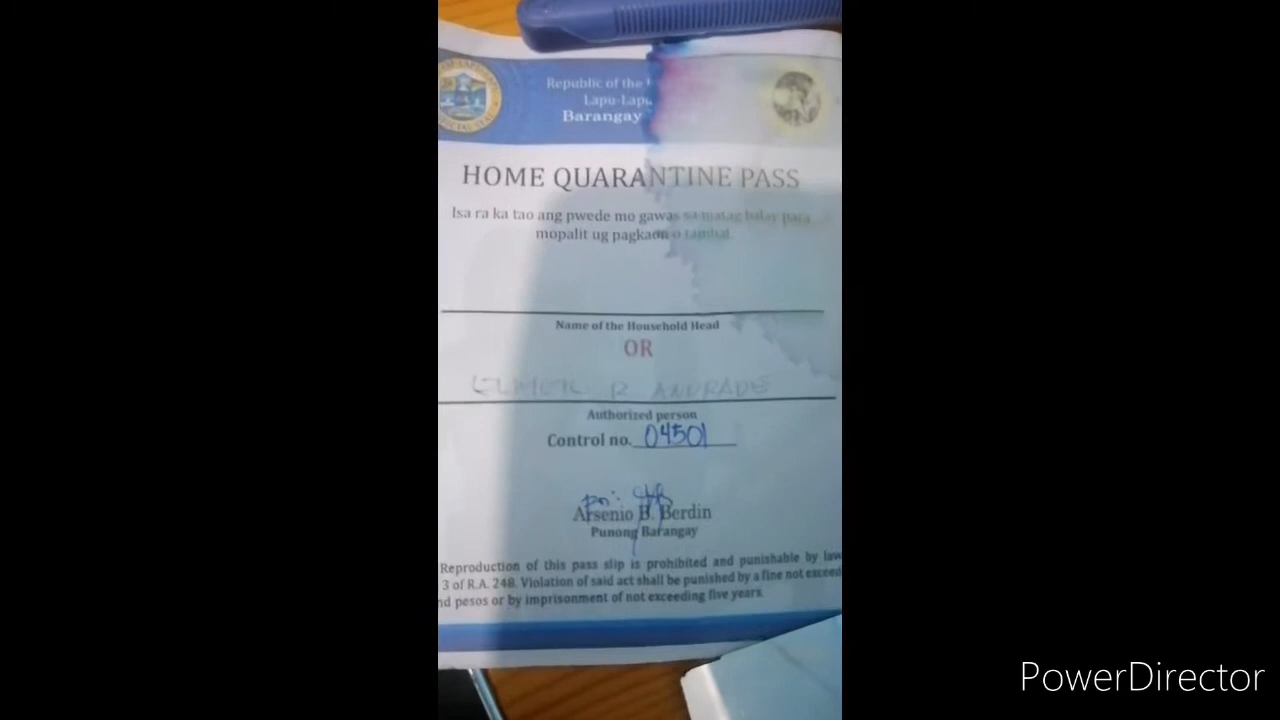 Republic of the
Lapu-Lapu
Barangay
HOME QUARANTINE PASS
Isa ra ka tao ang pwede mo gawas sa matag balay para
mopalit ug pagkaon o tambal.
Name of the Household Head
OR
R ANDRADE
Authorized person
Control no. 04501
Arsenio B. Berdin
Punong Barangay
Reproduction of this pass slip is prohibited and punishable by law
3 of R.A. 248. Violation of said act shall be punished by a fine not exceed
nd pesos or by imprisonment of not exceeding five years.
PowerDirector